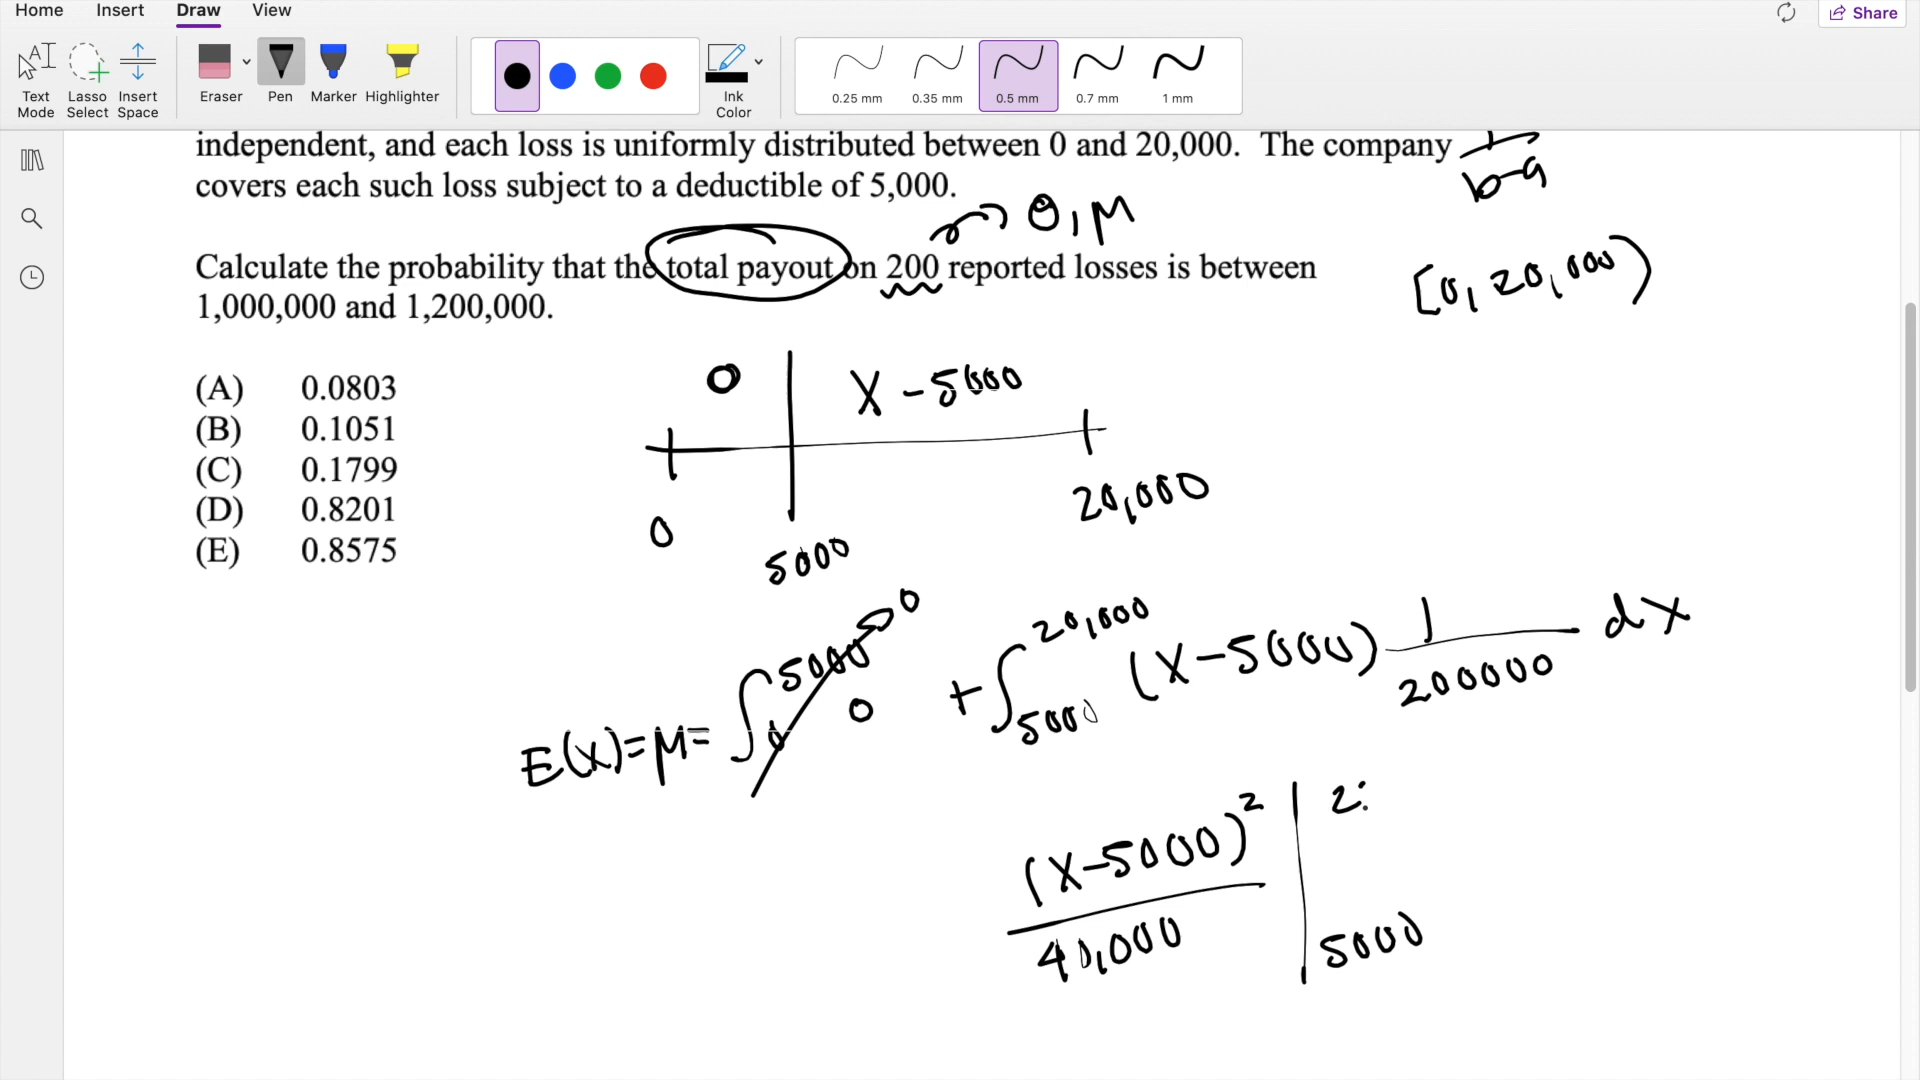 Home Insert Draw View Share
AI
Text Mode Lasso Select Insert Space Eraser Pen Marker Highlighter Ink Color 0.25 mm 0.35 mm 0.5 mm 0.7 mm 1 mm
independent, and each loss is uniformly distributed between 0 and 20,000. The company
covers each such loss subject to a deductible of 5,000.
1/(b-a)
θ, μ
Calculate the probability that the total payout on 200 reported losses is between
1,000,000 and 1,200,000.
[0, 20,000)
(A) 0.0803
(B) 0.1051
(C) 0.1799
(D) 0.8201
(E) 0.8575
0 X - 5000
0 5000 20,000
E(X) = μ = ∫ 0 5000 0 → 0 + ∫ 5000 20,000 (X-5000) 1/200000 dX
(X-5000)² / 40,000 | 5000 2: